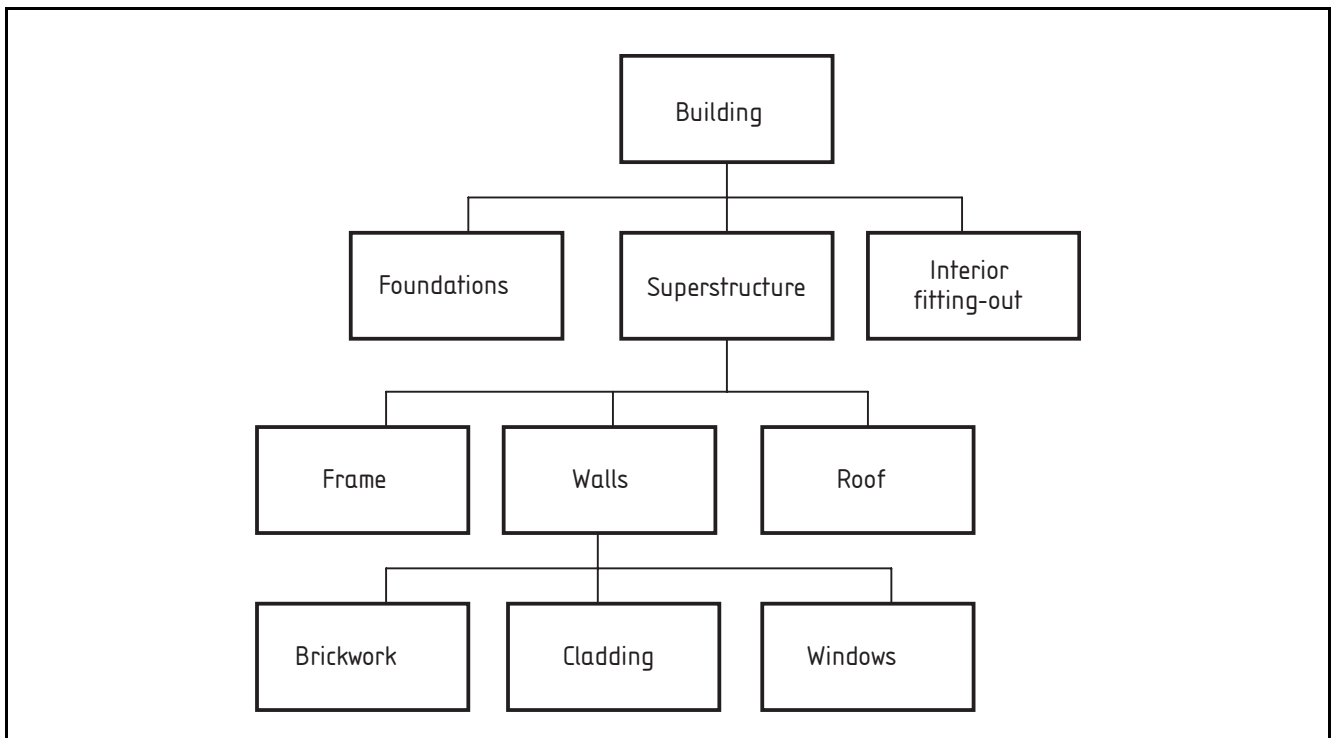 Building
Foundations
Superstructure
Interior
fitting-out
Frame
Walls
Roof
Brickwork
Cladding
Windows